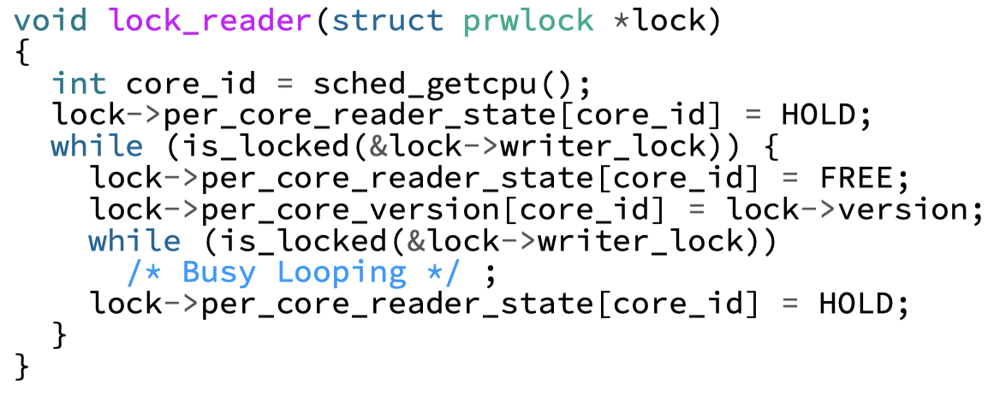 void lock_reader(struct prwlock *lock)
{
  int core_id = sched_getcpu();
  lock->per_core_reader_state[core_id] = HOLD;
  while (is_locked(&lock->writer_lock)) {
    lock->per_core_reader_state[core_id] = FREE;
    lock->per_core_version[core_id] = lock->version;
    while (is_locked(&lock->writer_lock))
      /* Busy Looping */ ;
    lock->per_core_reader_state[core_id] = HOLD;
  }
}